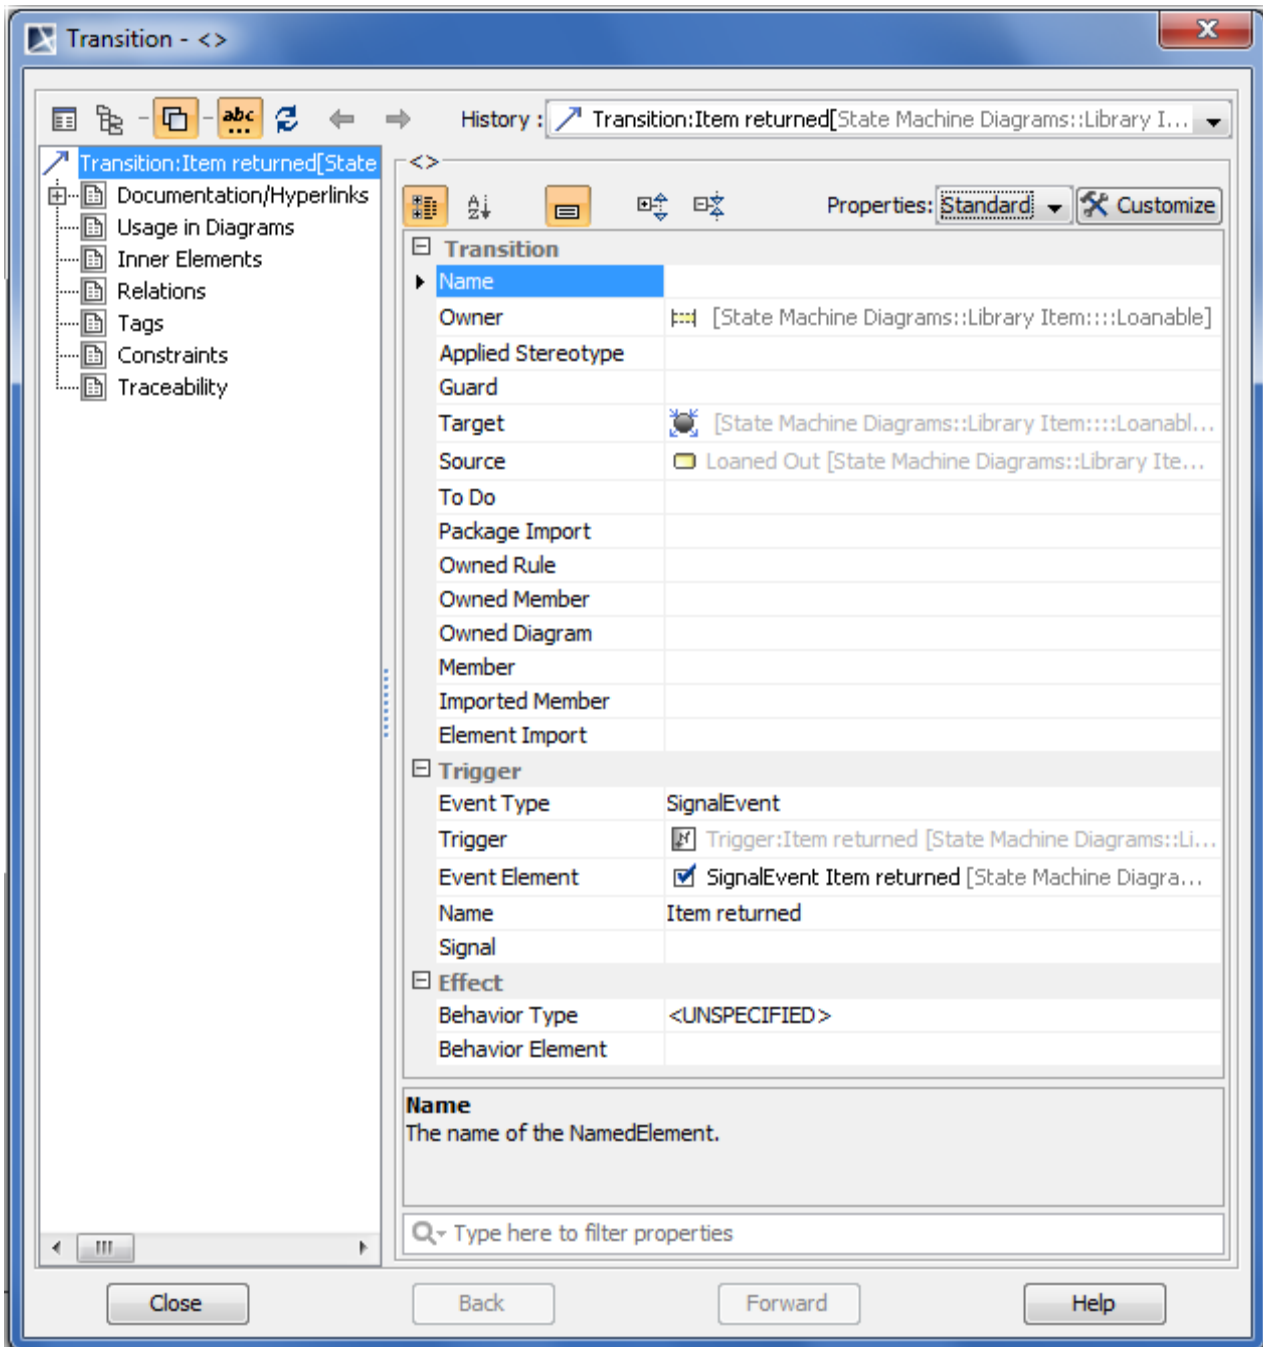 Transition - <>
abc
History : Transition:Item returned[State Machine Diagrams::Library I...
Transition:Item returned[State
Documentation/Hyperlinks
Usage in Diagrams
Inner Elements
Relations
Tags
Constraints
Traceability
<>
Properties: Standard Customize
Transition
Name
Owner [State Machine Diagrams::Library Item::::Loanable]
Applied Stereotype
Guard
Target [State Machine Diagrams::Library Item::::Loanabl...
Source Loaned Out [State Machine Diagrams::Library Ite...
To Do
Package Import
Owned Rule
Owned Member
Owned Diagram
Member
Imported Member
Element Import
Trigger
Event Type SignalEvent
Trigger Trigger:Item returned [State Machine Diagrams::Li...
Event Element SignalEvent Item returned [State Machine Diagra...
Name Item returned
Signal
Effect
Behavior Type <UNSPECIFIED>
Behavior Element
Name
The name of the NamedElement.
Type here to filter properties
Close Back Forward Help